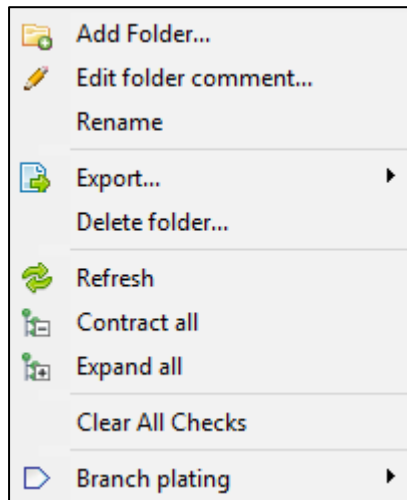 Add Folder...
Edit folder comment...
Rename
Export...
Delete folder...
Refresh
Contract all
Expand all
Clear All Checks
Branch plating